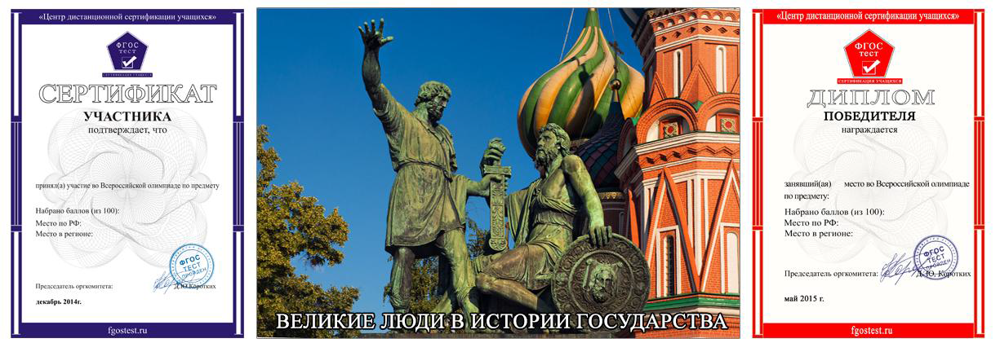 «Центр дистанционной сертификации учащихся»
ФГОС
тест
СЕРТИФИКАЦИЯ УЧАЩИХСЯ
СЕРТИФИКАТ
УЧАСТНИКА
подтверждает, что
принял(а) участие во Всероссийской олимпиаде по предмету
Набрано баллов (из 100):
Место по РФ:
Место в регионе:
ФГОС
ТЕСТ
ПРОЙДЕН
Председатель оргкомитета:
Д.Ю.Коротких
декабрь 2014г.
fgostest.ru
ВЕЛИКИЕ ЛЮДИ В ИСТОРИИ ГОСУДАРСТВА
«Центр дистанционной сертификации учащихся»
ФГОС
тест
СЕРТИФИКАЦИЯ УЧАЩИХСЯ
ДИПЛОМ
ПОБЕДИТЕЛЯ
награждается
занявший(ая) место во Всероссийской олимпиаде
по предмету:
Набрано баллов (из 100):
Место по РФ:
Место в регионе:
ФГОС
ТЕСТ
ПРОЙДЕН
Председатель оргкомитета: Д. Ю. Коротких
май 2015 г.
fgostest.ru